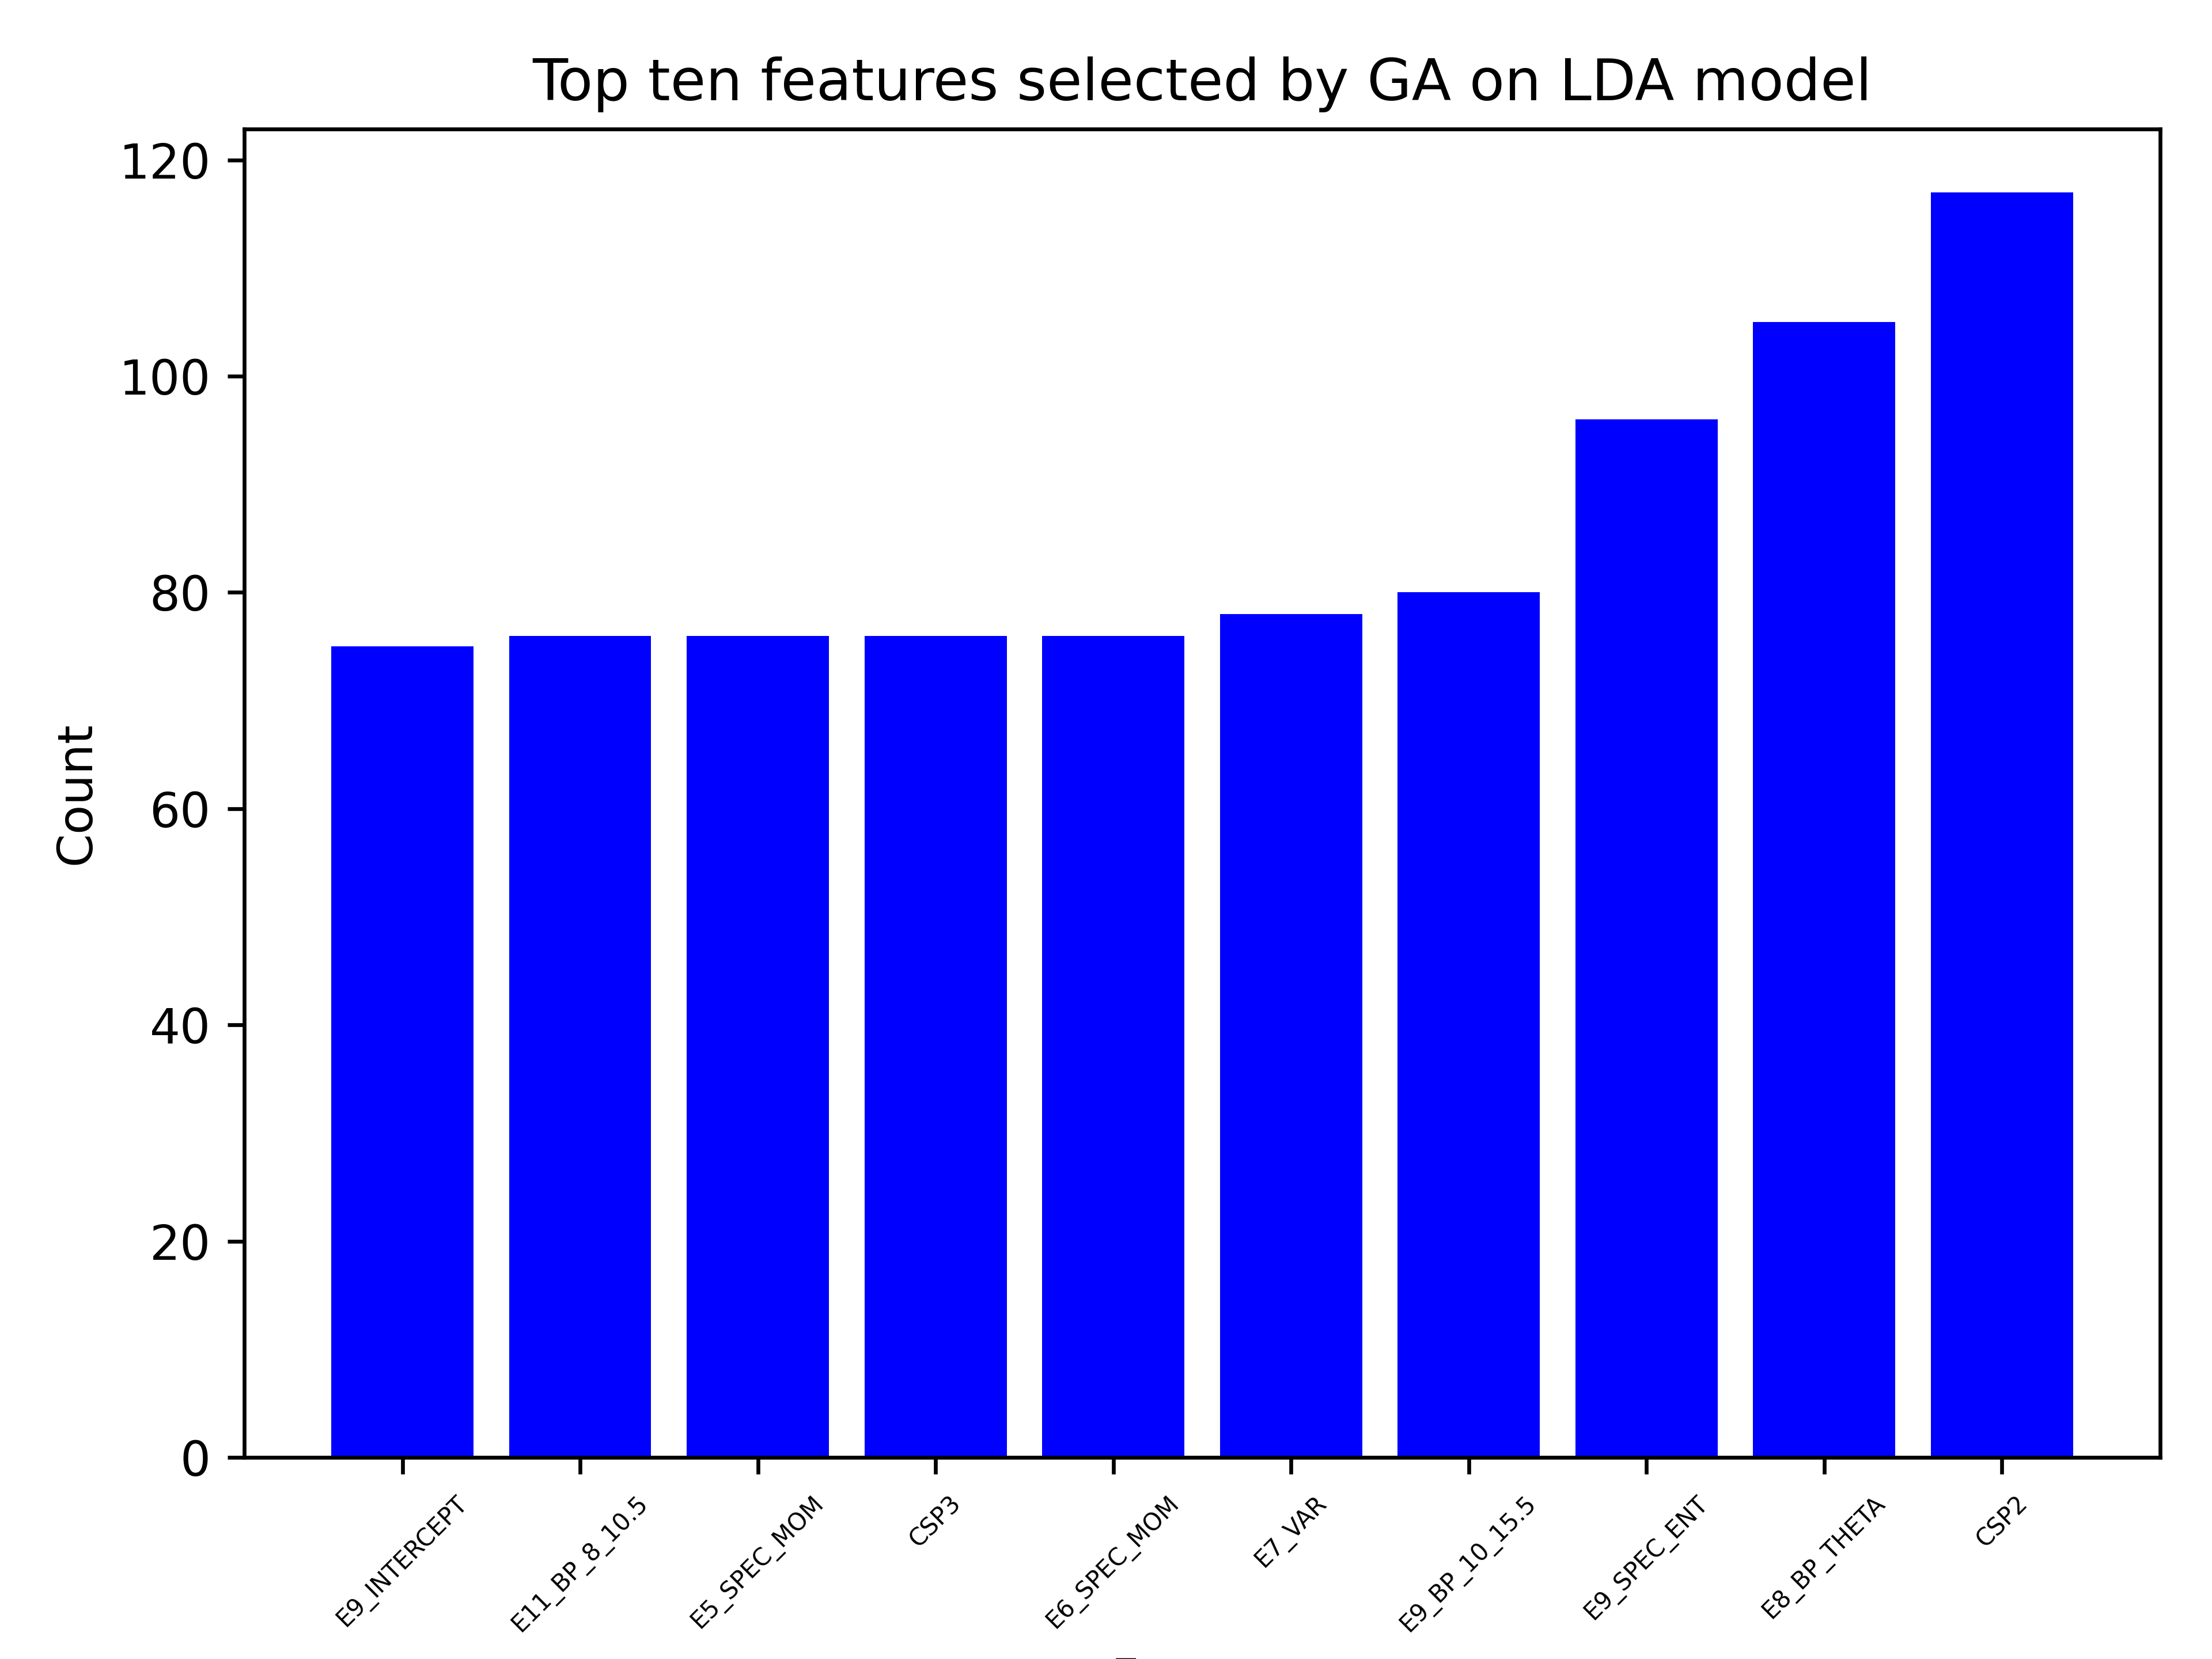 Top ten features selected by GA on LDA model
120
100
80
60
40
20
0
Count
E9_INTERCEPT
E11_BP_8_10.5
E5_SPEC_MOM
CSP3
E6_SPEC_MOM
E7_VAR
E9_BP_10_15.5
E9_SPEC_ENT
E8_BP_THETA
CSP2